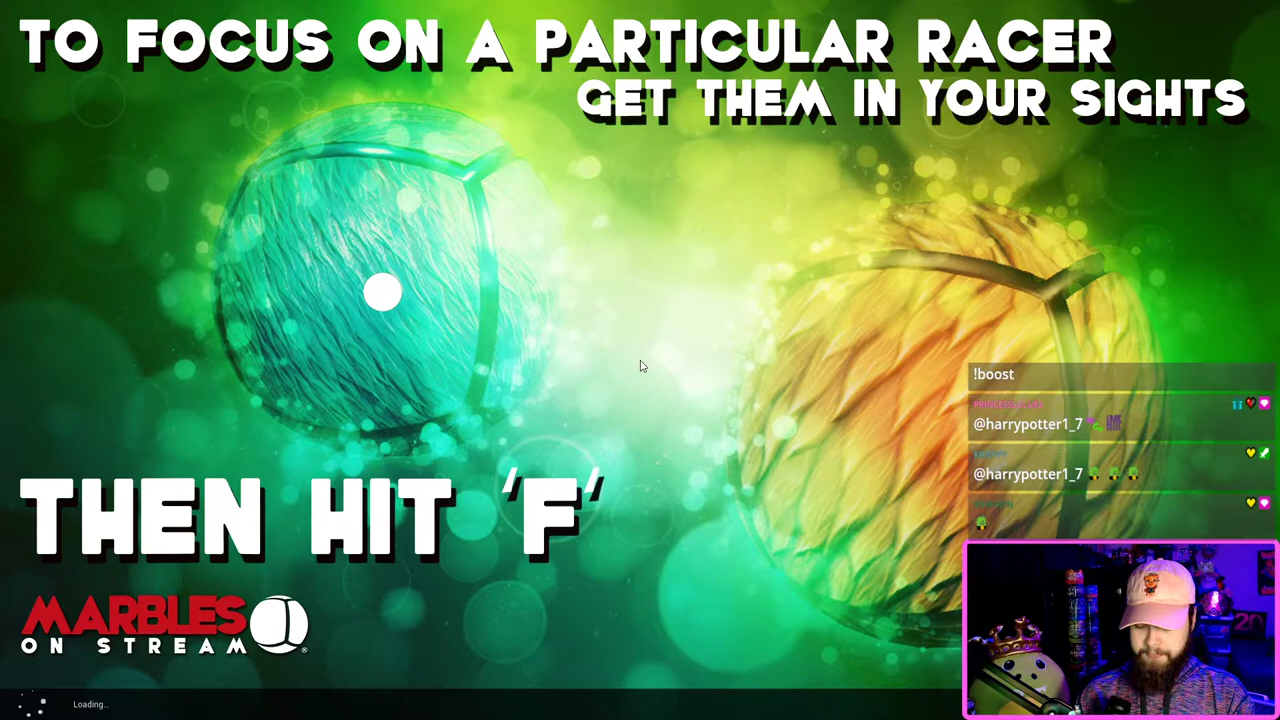 TO FOCUS ON A PARTICULAR RACER
GET THEM IN YOUR SIGHTS
THEN HIT 'F'
MARBLES
ON STREAM
Loading...
!boost
@harrypotter1_7
@harrypotter1_7